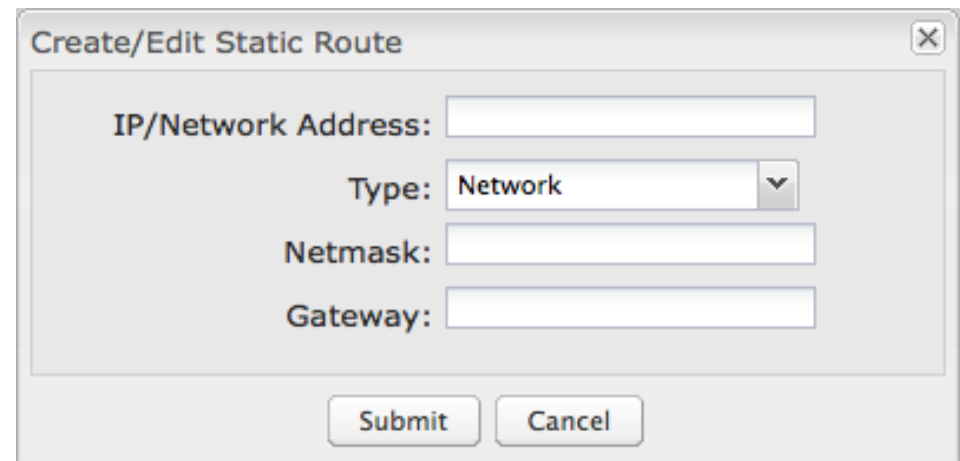 Create/Edit Static Route
IP/Network Address:
Type: Network
Netmask:
Gateway:
Submit Cancel